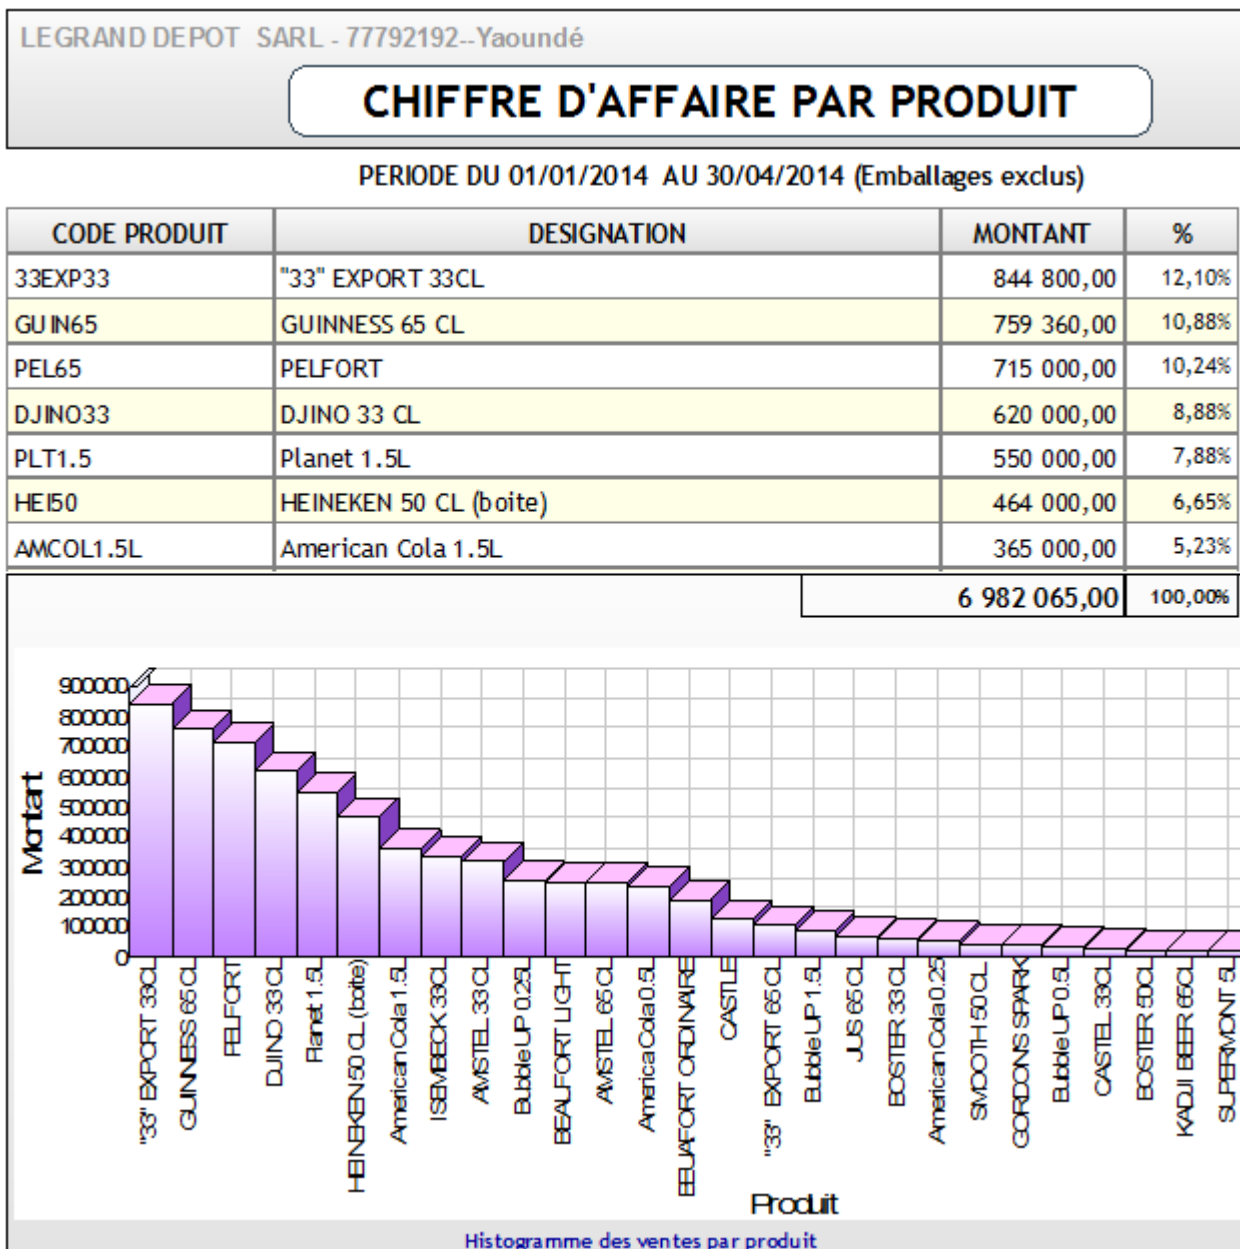 LEGRAND DEPOT SARL - 77792192--Yaoundé
CHIFFRE D'AFFAIRE PAR PRODUIT
PERIODE DU 01/01/2014 AU 30/04/2014 (Emballages exclus)
CODE PRODUIT DESIGNATION MONTANT %
33EXP33 "33" EXPORT 33CL 844 800,00 12,10%
GUIN65 GUINNESS 65 CL 759 360,00 10,88%
PEL65 PELFORT 715 000,00 10,24%
DJINO33 DJINO 33 CL 620 000,00 8,88%
PLT1.5 Planet 1.5L 550 000,00 7,88%
HEI50 HEINEKEN 50 CL (boite) 464 000,00 6,65%
AMCOL1.5L American Cola 1.5L 365 000,00 5,23%
6 982 065,00 100,00%
Montant
900000
800000
700000
600000
500000
400000
300000
200000
100000
0
"33" EXPORT 33CL
GUINNESS 65 CL
PELFORT
DJINO 33 CL
Planet 1.5L
HEINEKEN 50 CL (boite)
American Cola 1.5L
ISEMBECK 33CL
AMSTEL 33 CL
Bubble UP 0.25L
BEALFORT LIGHT
AMSTEL 65 CL
America Cola 0.5L
BEUAFORT ORDINAIRE
CASTLE
"33" EXPORT 65 CL
Bubble UP 1.5L
JUS 65 CL
BOSTER 33 CL
American Cola 0.25
SMOOTH 50 CL
GORDONS SPARK
Bubble UP 0.5L
CASTEL 33CL
BOSTER 50CL
KADJI BEER 65CL
SUPERMONT 5L
Produit
Histogramme des ventes par produit